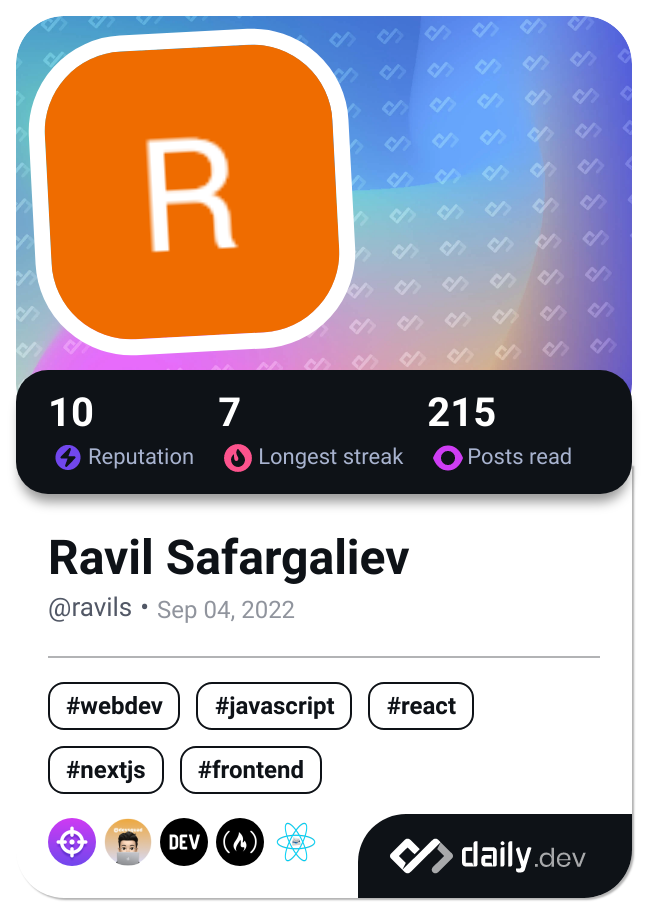 R
10 7 215
Reputation Longest streak Posts read
Ravil Safargaliev
@ravils • Sep 04, 2022
#webdev #javascript #react
#nextjs #frontend
DEV
daily.dev